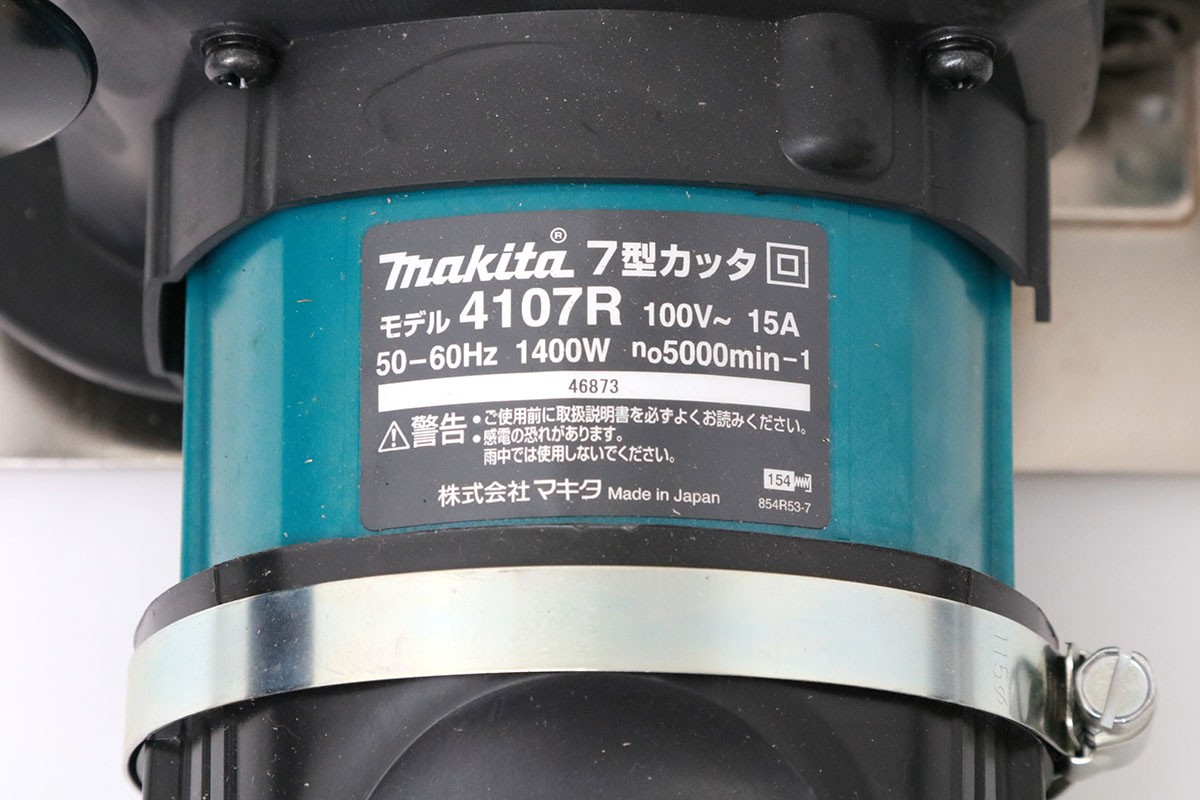 makita® 7型カッタ
モデル 4107R 100V~ 15A
50-60Hz 1400W no5000min-1
46873
警告 •ご使用前に取扱説明書を必ずよくお読みください。
•感電の恐れがあります。
雨中では使用しないでください。
株式会社マキタ Made in Japan
154
854R53-7